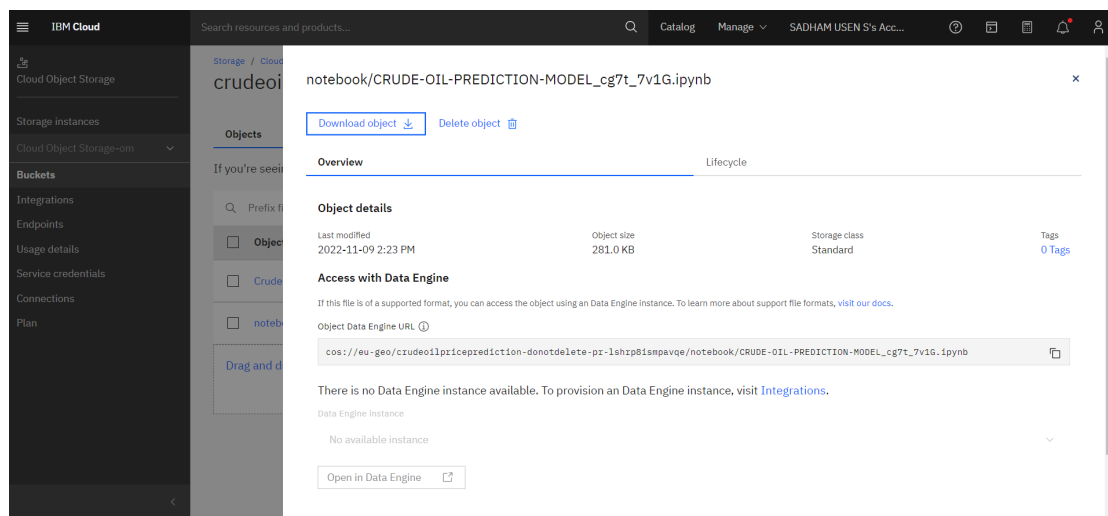 IBM Cloud
Search resources and products...
Catalog
Manage
SADHAM USEN S's Acc...
Cloud Object Storage
Storage instances
Cloud Object Storage-om
Buckets
Integrations
Endpoints
Usage details
Service credentials
Connections
Plan
Storage / Cloud
crudeoi
Objects
If you're seein
Prefix fi
Object
Crude
noteb
Drag and d
notebook/CRUDE-OIL-PREDICTION-MODEL_cg7t_7v1G.ipynb
Download object
Delete object
Overview
Lifecycle
Object details
Last modified
2022-11-09 2:23 PM
Object size
281.0 KB
Storage class
Standard
Tags
0 Tags
Access with Data Engine
If this file is of a supported format, you can access the object using an Data Engine instance. To learn more about support file formats, visit our docs.
Object Data Engine URL
cos://eu-geo/crudeoilpriceprediction-donotdelete-pr-lshrp8ismpavqe/notebook/CRUDE-OIL-PREDICTION-MODEL_cg7t_7v1G.ipynb
There is no Data Engine instance available. To provision an Data Engine instance, visit Integrations.
Data Engine instance
No available instance
Open in Data Engine